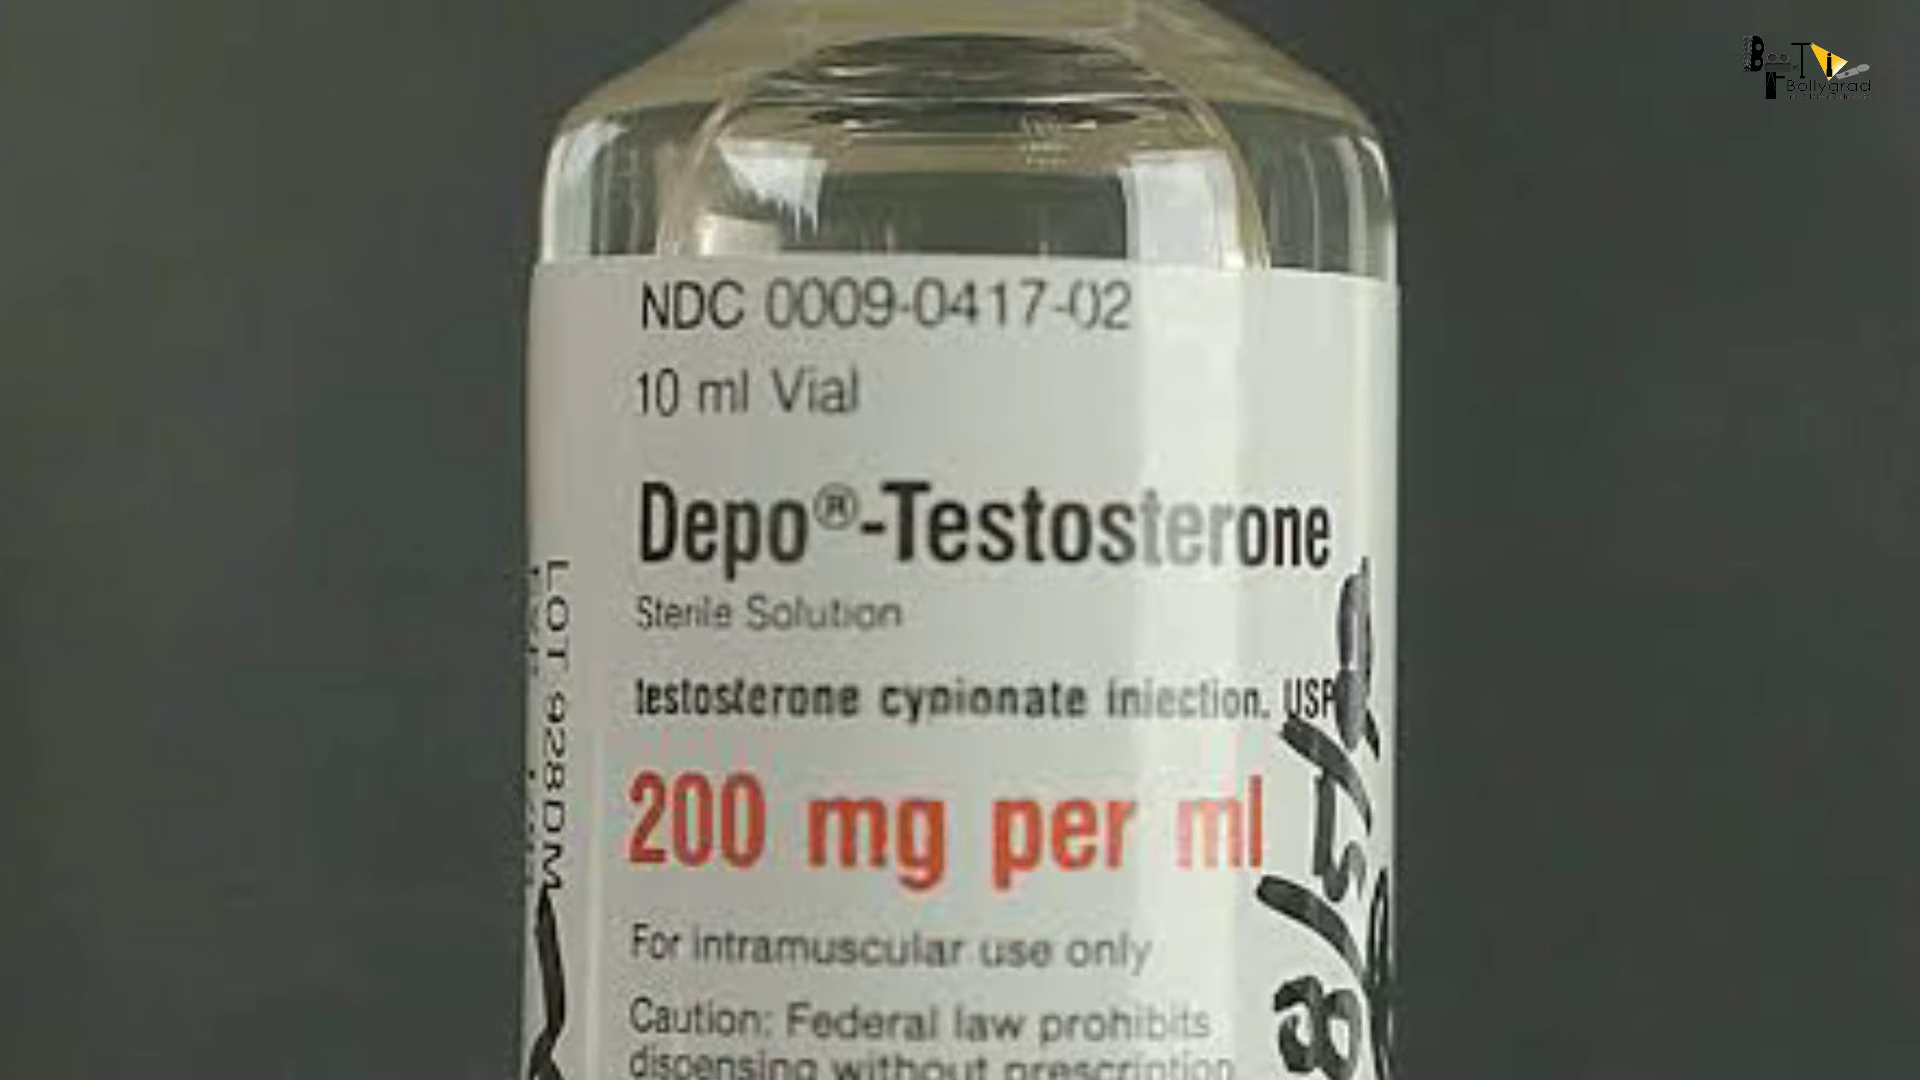 NDC 0009-0417-02
10 ml Vial
Depo®-Testosterone
Sterile Solution
testosterone cypionate injection, USP
200 mg per ml
For intramuscular use only
Caution: Federal law prohibits
dispensing without prescription
LOT 928DM
Bollygrad